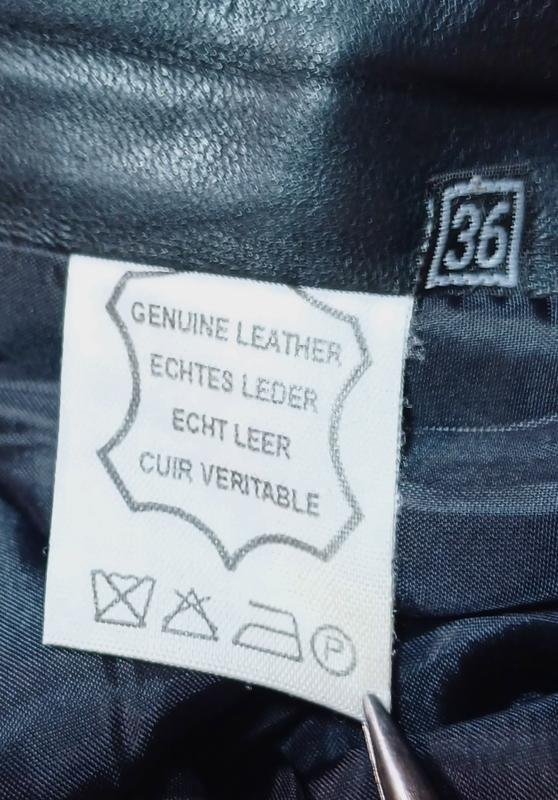 36
GENUINE LEATHER
ECHTES LEDER
ECHT LEER
CUIR VERITABLE
P